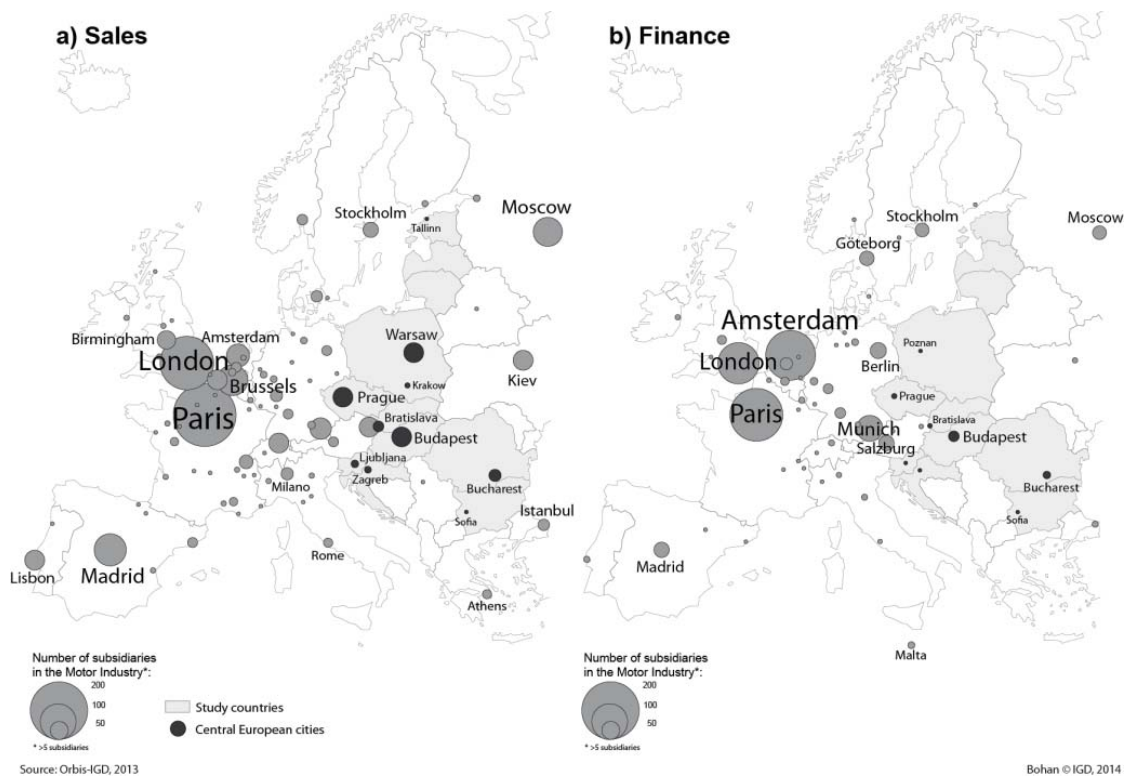 a) Sales
Stockholm
Tallinn
Moscow
Birmingham
Amsterdam
London
Brussels
Paris
Warsaw
Krakow
Prague
Bratislava
Budapest
Kiev
Ljubljana
Zagreb
Milano
Bucharest
Sofia
Istanbul
Rome
Lisbon
Madrid
Athens
Number of subsidiaries
in the Motor Industry*:
200
100
50
* >5 subsidiaries
Study countries
Central European cities
Source: Orbis-IGD, 2013
b) Finance
Stockholm
Moscow
Göteborg
Amsterdam
London
Berlin
Poznan
Paris
Prague
Munich
Bratislava
Budapest
Salzburg
Bucharest
Sofia
Madrid
Malta
Number of subsidiaries
in the Motor Industry*:
200
100
50
* >5 subsidiaries
Bohan © IGD, 2014